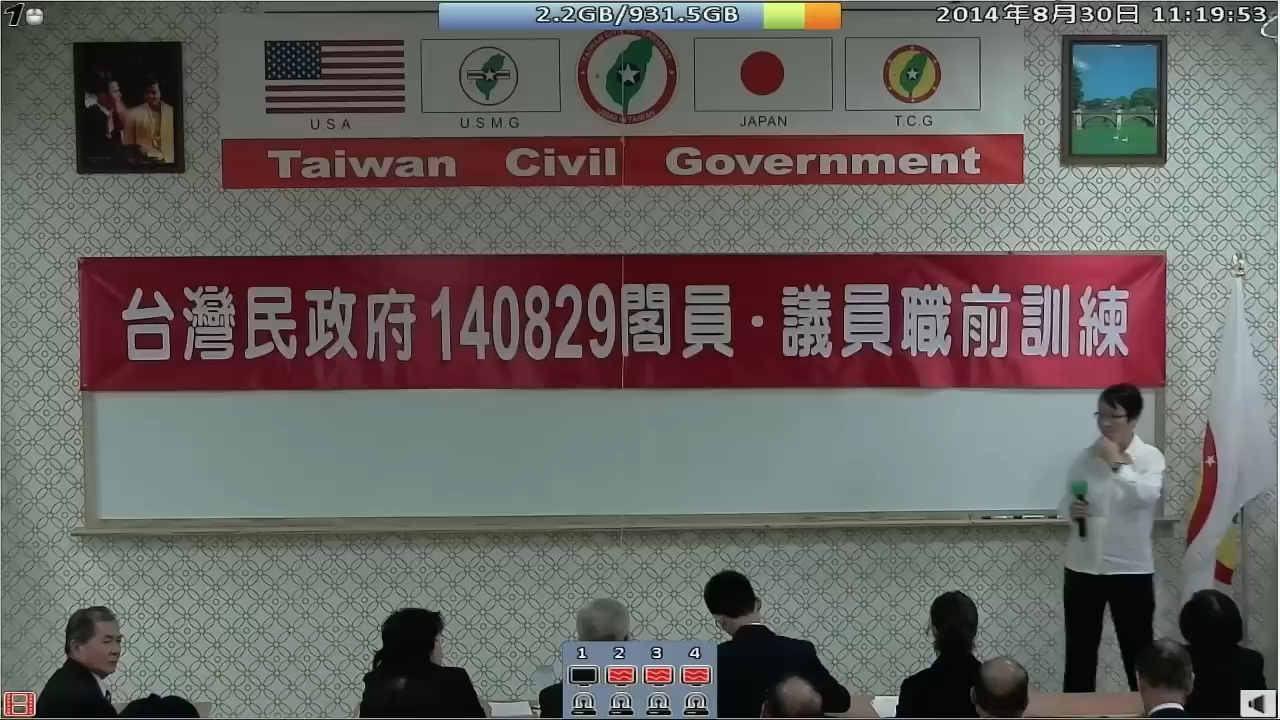 1
2.2GB/931.5GB
2014年8月30日 11:19:53
U.S.A
U.S.M.G
JAPAN
T.C.G
Taiwan Civil Government
台灣民政府140829閣員·議員職前訓練
1 2 3 4